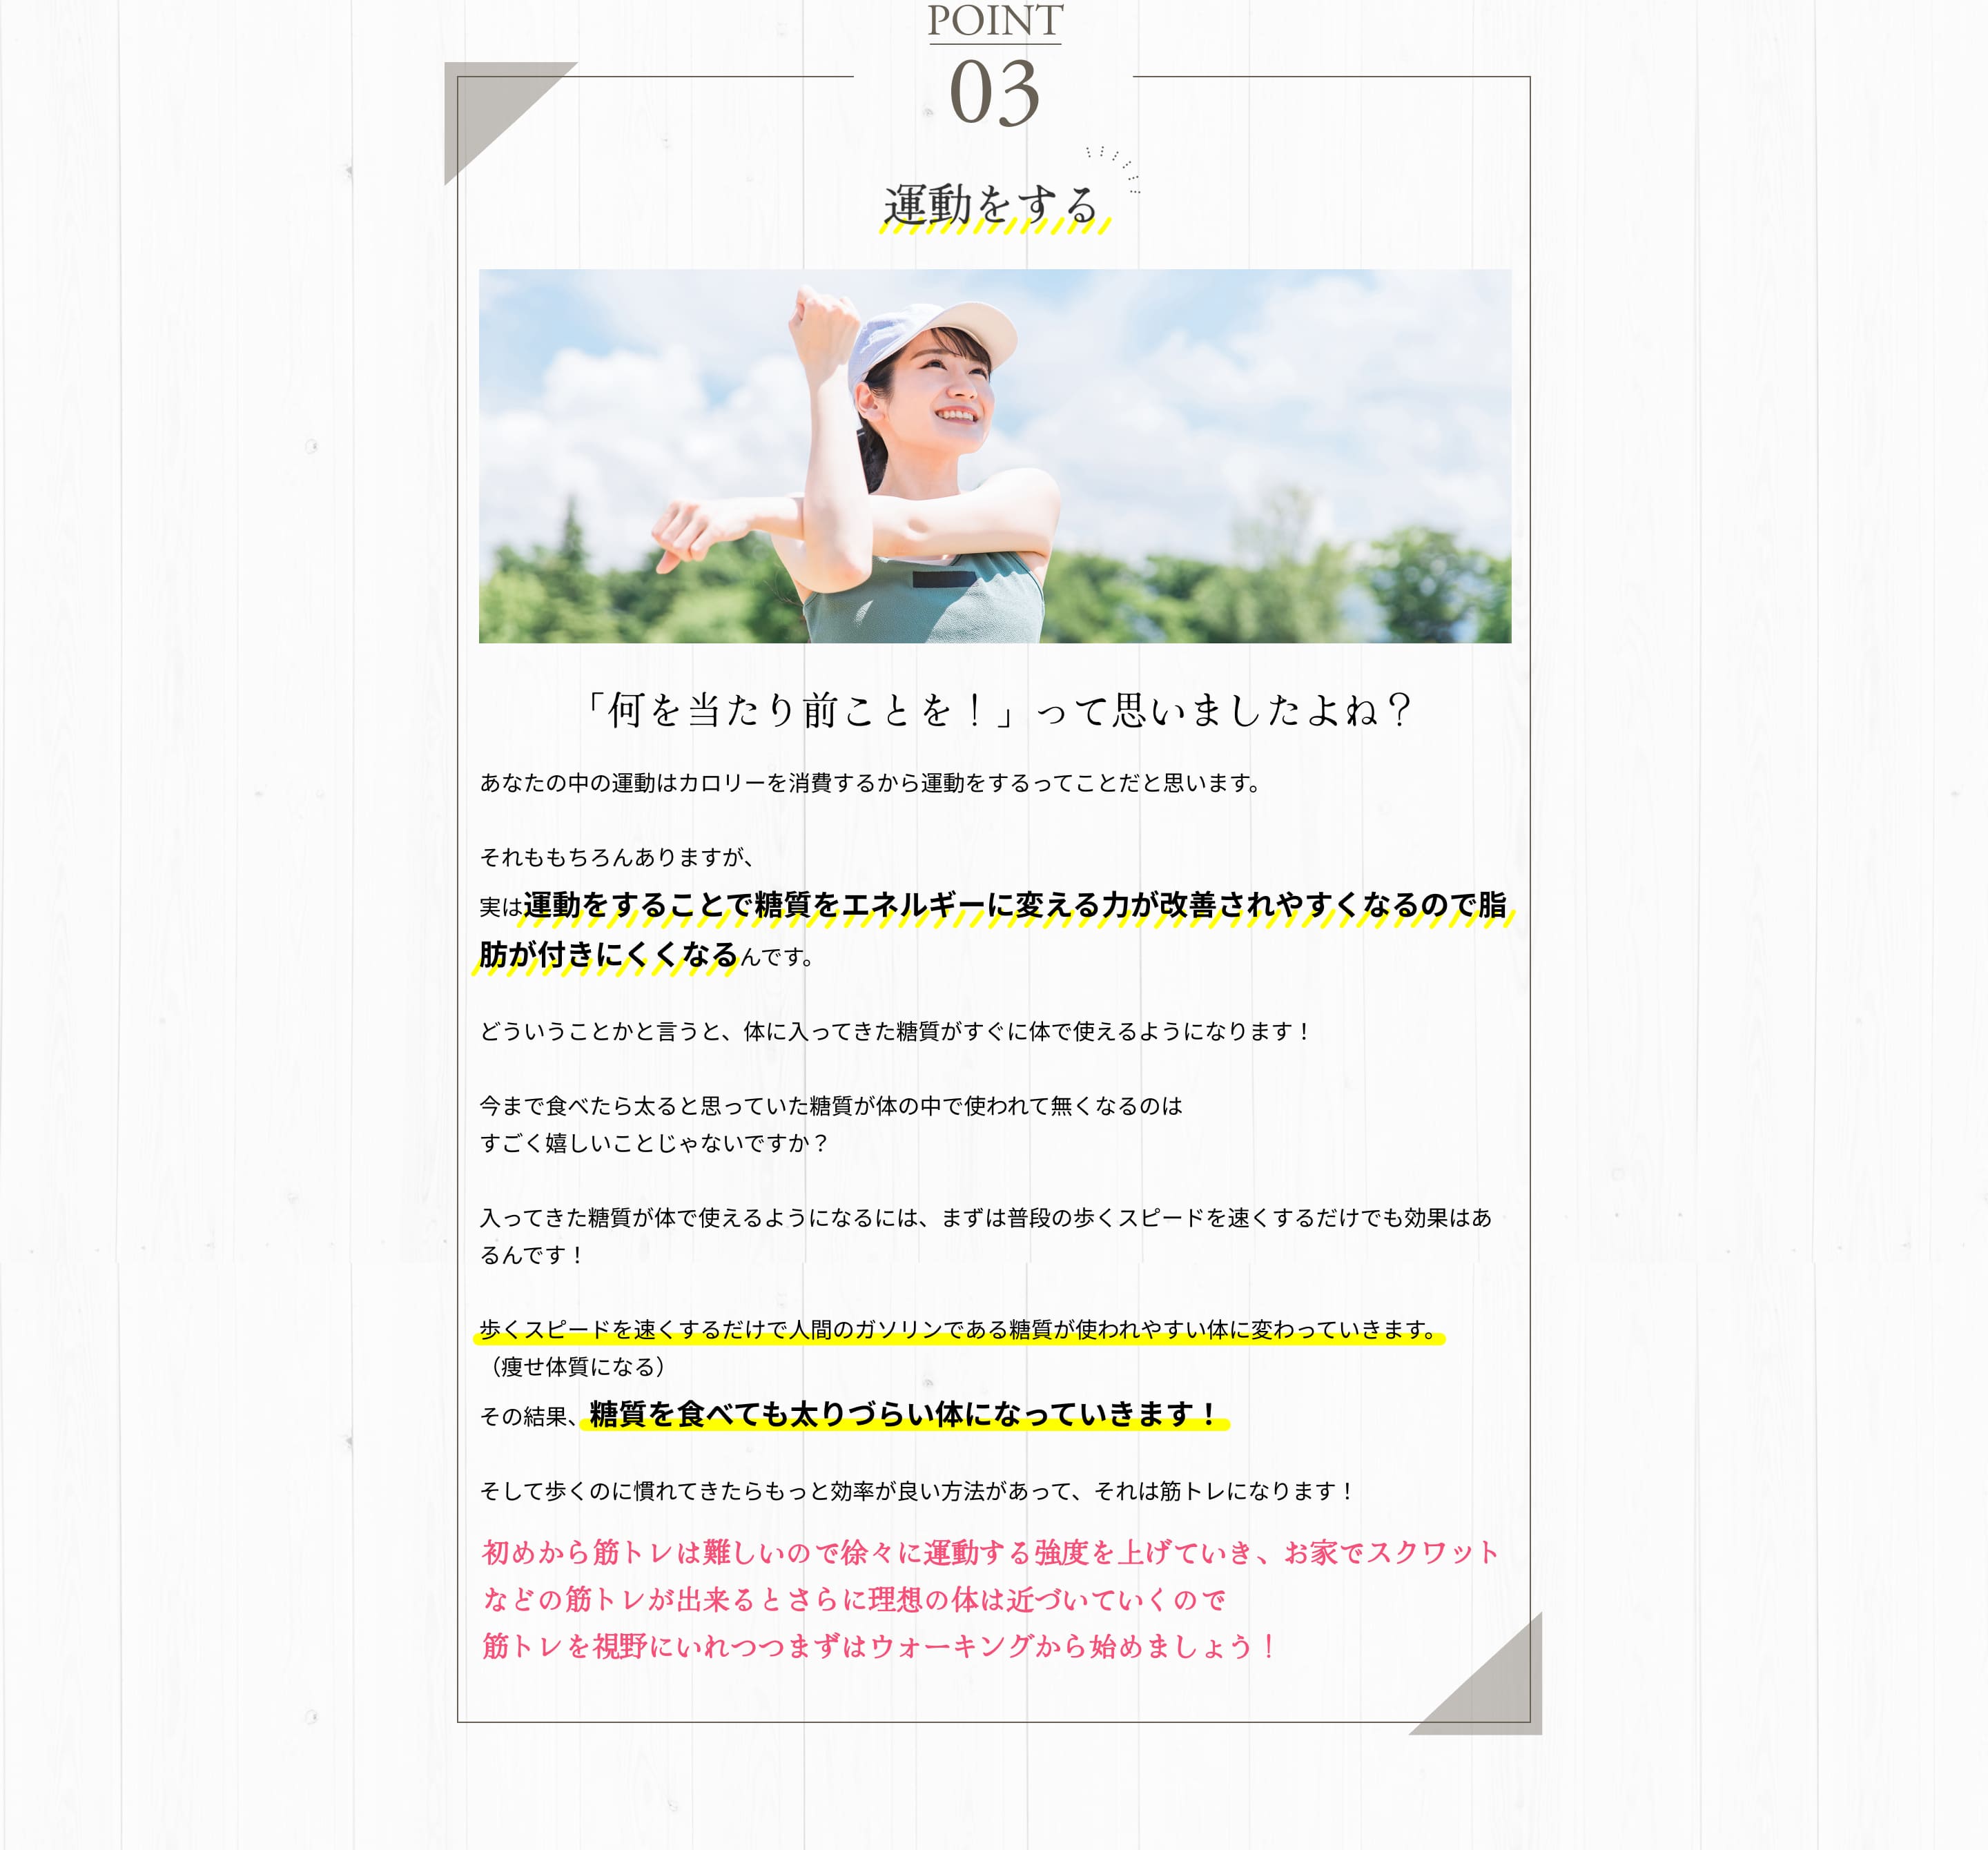 POINT
03
運動をする
「何を当たり前ことを！」って思いましたよね？
あなたの中の運動はカロリーを消費するから運動をするってことだと思います。
それももちろんありますが、
実は運動をすることで糖質をエネルギーに変える力が改善されやすくなるので脂
肪が付きにくくなるんです。
どういうことかと言うと、体に入ってきた糖質がすぐに体で使えるようになります！
今まで食べたら太ると思っていた糖質が体の中で使われて無くなるのは
すごく嬉しいことじゃないですか？
入ってきた糖質が体で使えるようになるには、まずは普段の歩くスピードを速くするだけでも効果はあ
るんです！
歩くスピードを速くするだけで人間のガソリンである糖質が使われやすい体に変わっていきます。
（痩せ体質になる）
その結果、糖質を食べても太りづらい体になっていきます！
そして歩くのに慣れてきたらもっと効率が良い方法があって、それは筋トレになります！
初めから筋トレは難しいので徐々に運動する強度を上げていき、お家でスクワット
などの筋トレが出来るとさらに理想の体は近づいていくので
筋トレを視野にいれつつまずはウォーキングから始めましょう！